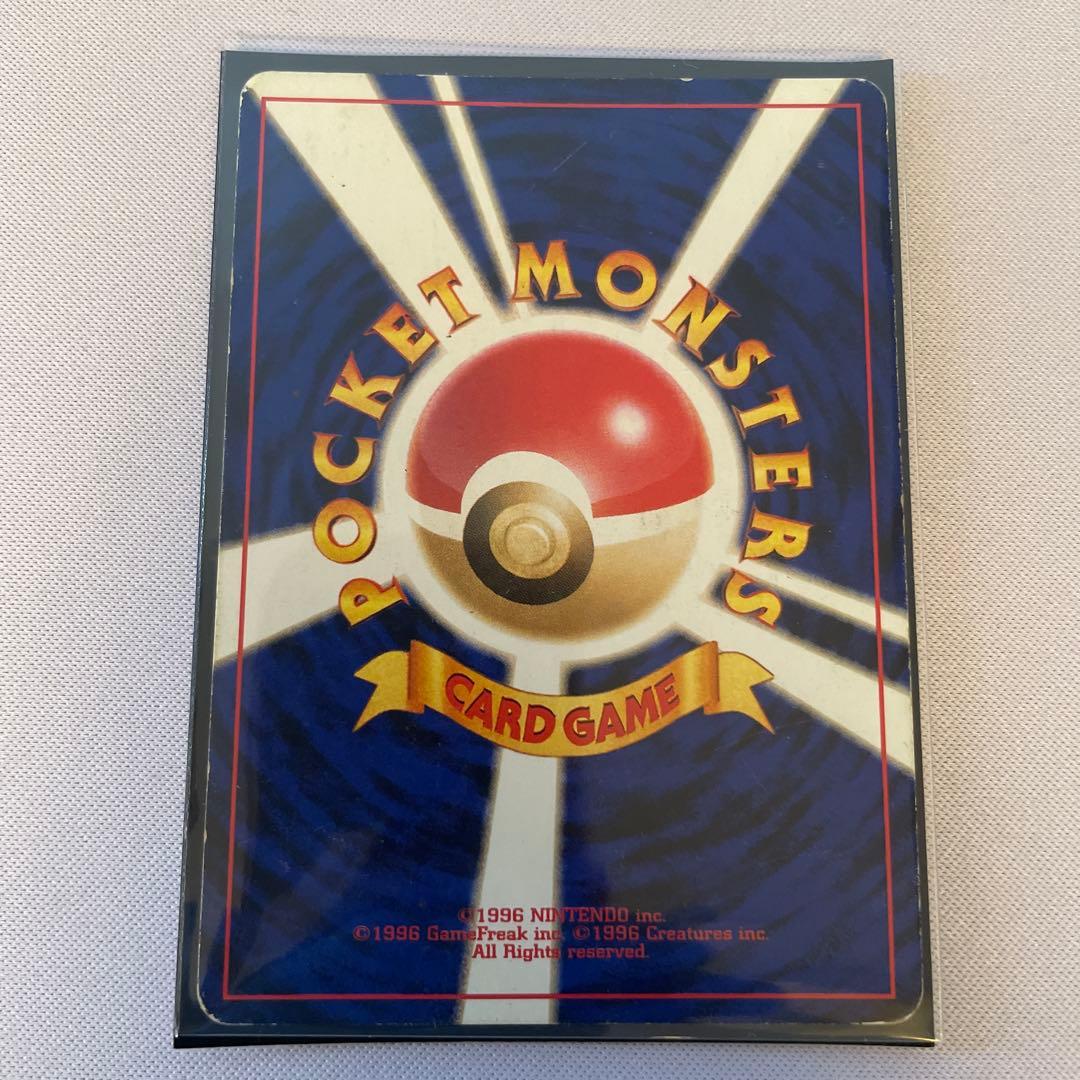 POCKET MONSTERS
CARD GAME
©1996 NINTENDO inc.
©1996 GameFreak inc. ©1996 Creatures inc.
All Rights reserved.